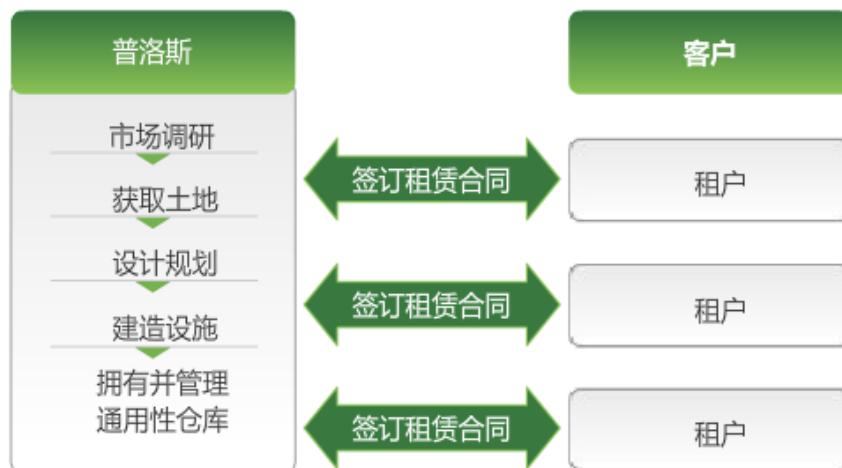 普洛斯
客户
市场调研
获取土地
设计规划
建造设施
拥有并管理
通用性仓库
签订租赁合同
租户
签订租赁合同
租户
签订租赁合同
租户